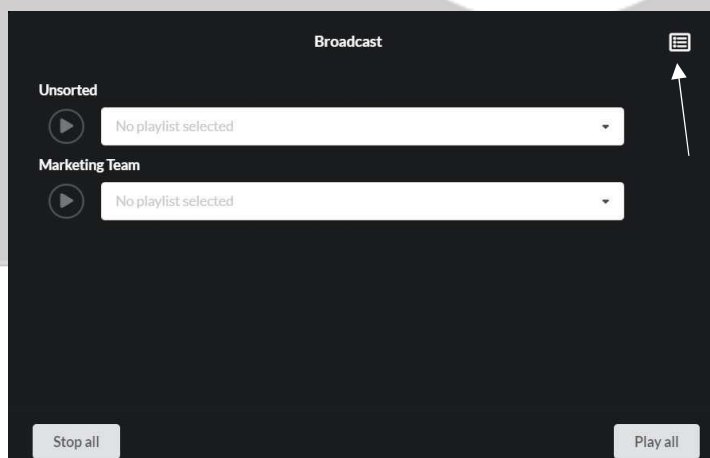 Broadcast
Unsorted
No playlist selected
Marketing Team
No playlist selected
Stop all
Play all